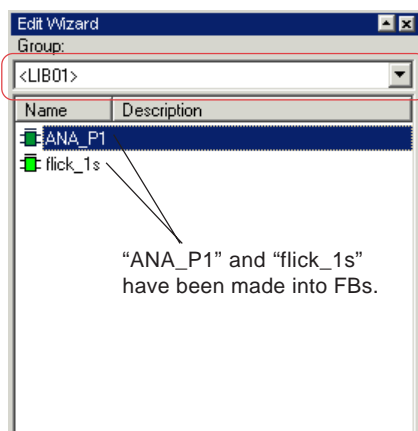 Edit Wizard
Group:
<LIB01>
Name Description
ANA_P1
flick_1s
“ANA_P1” and “flick_1s”
have been made into FBs.